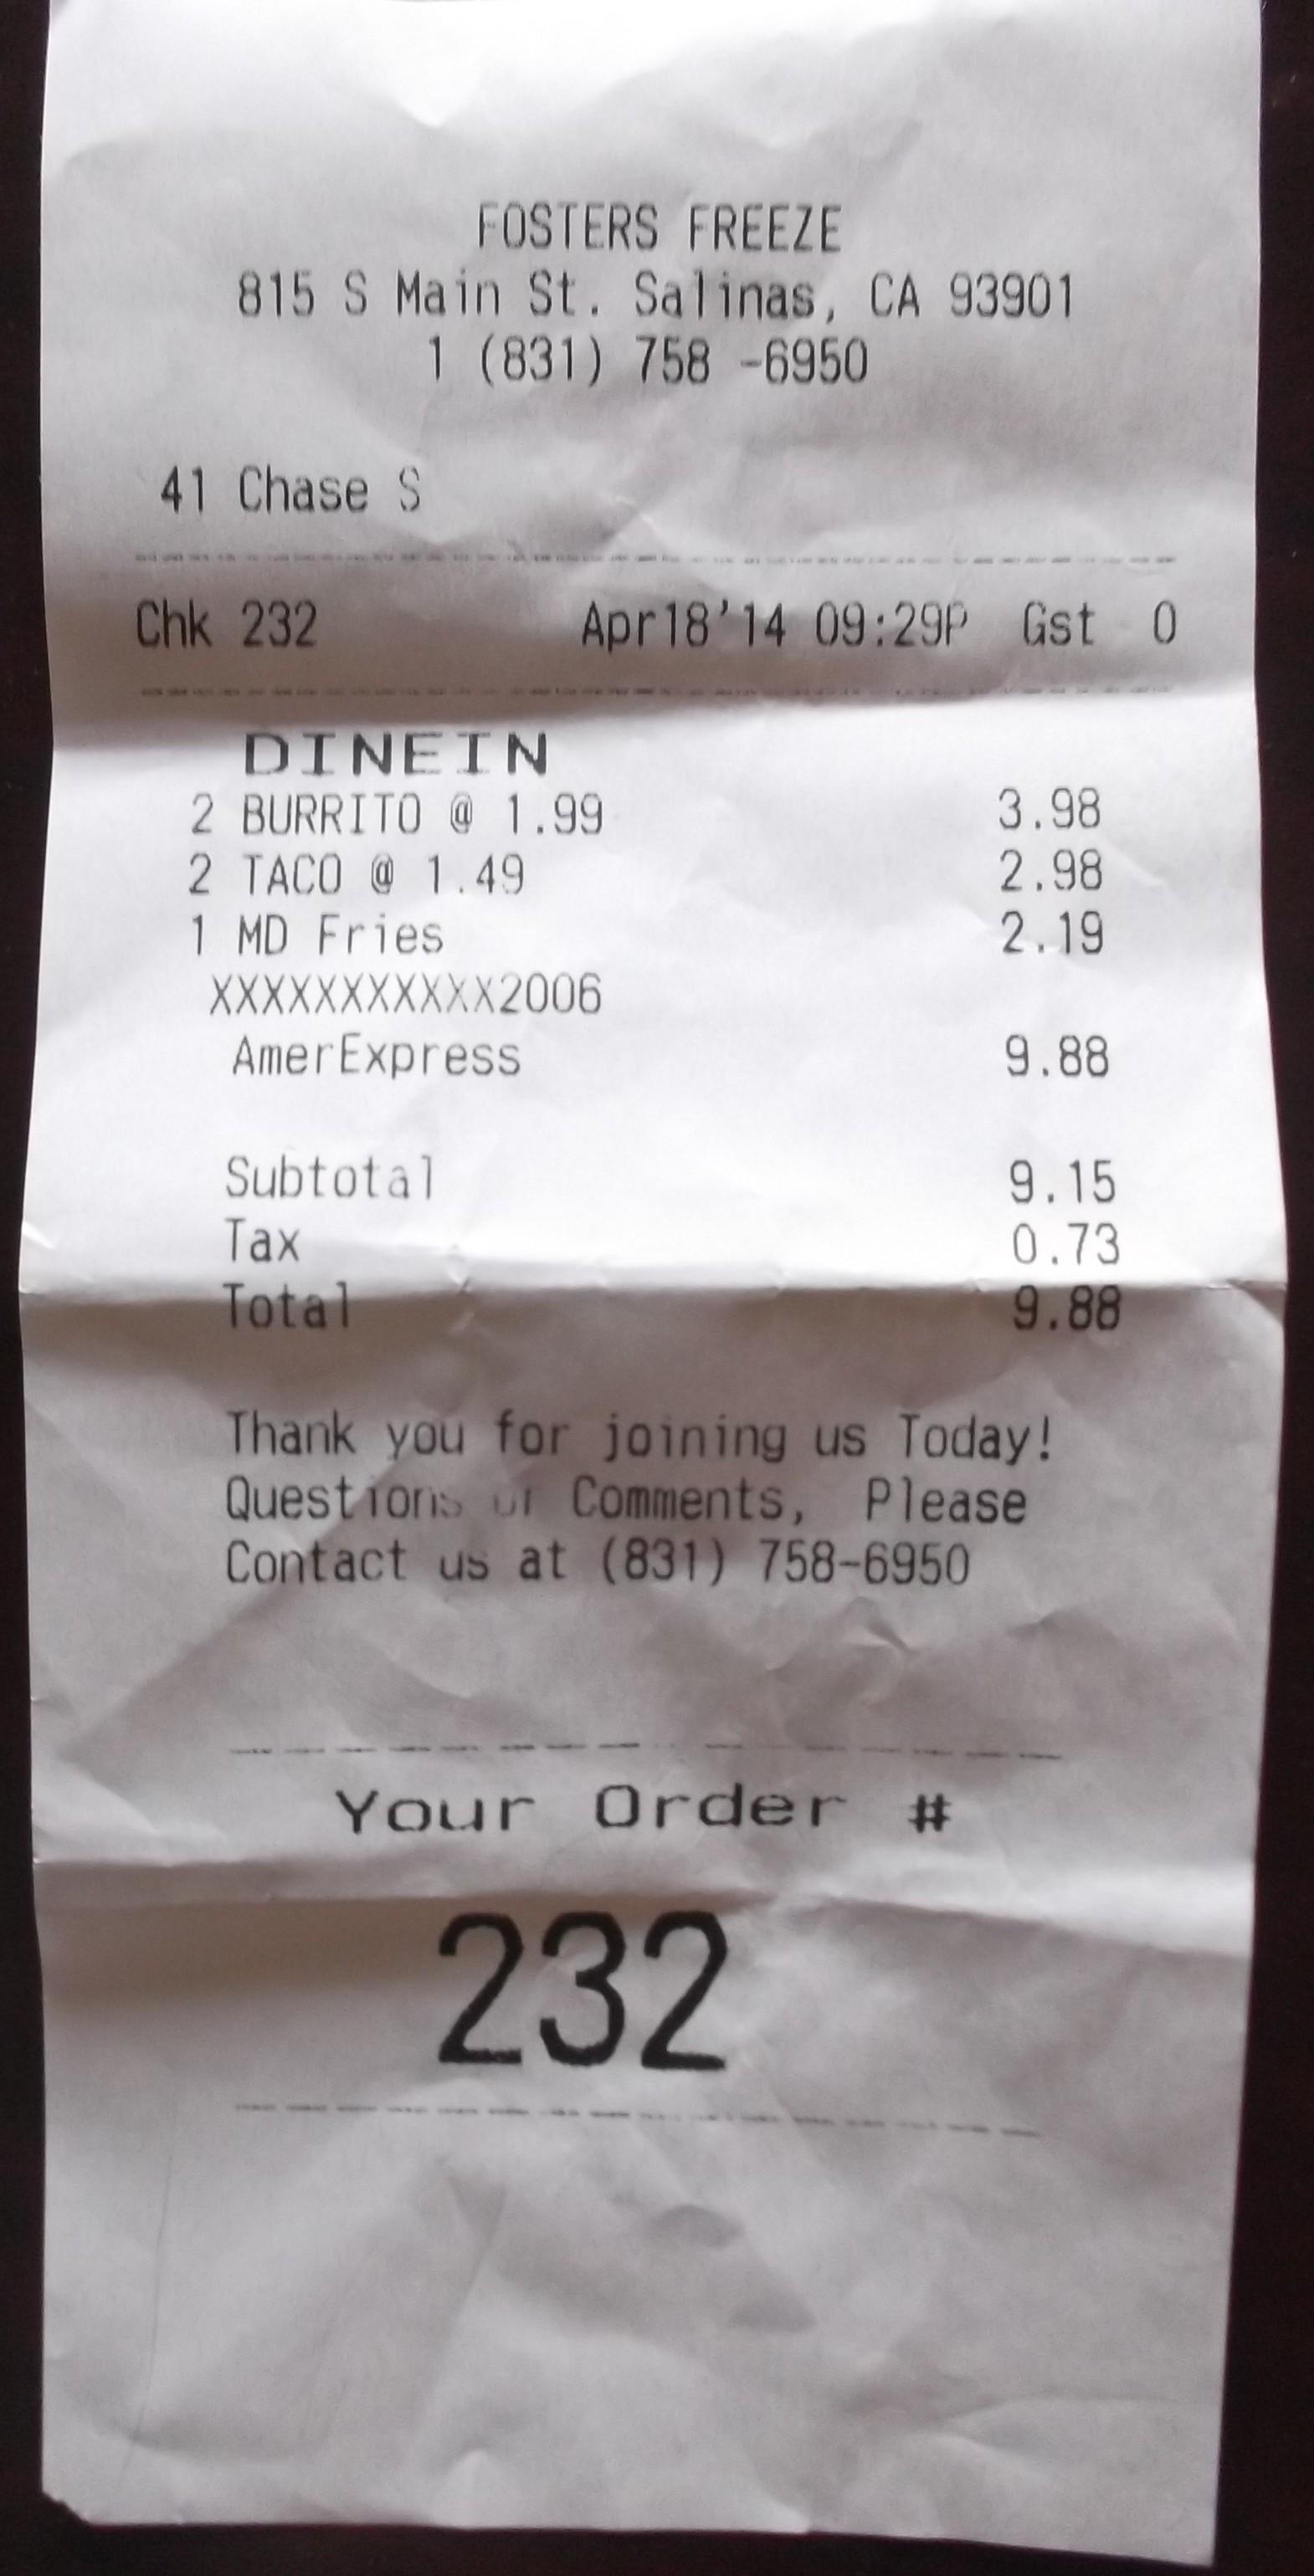 FOSTERS FREEZE
815 S Main St. Salinas, CA 93901
1 (831) 758 -6950
41 Chase S
Chk 232 Apr18'14 09:29P Gst 0
DINEIN
2 BURRITO @ 1.99 3.98
2 TACO @ 1.49 2.98
1 MD Fries 2.19
XXXXXXXXXXX2006
AmerExpress 9.88
Subtotal 9.15
Tax 0.73
Total 9.88
Thank you for joining us Today!
Questions or Comments, Please
Contact us at (831) 758-6950
Your Order #
232